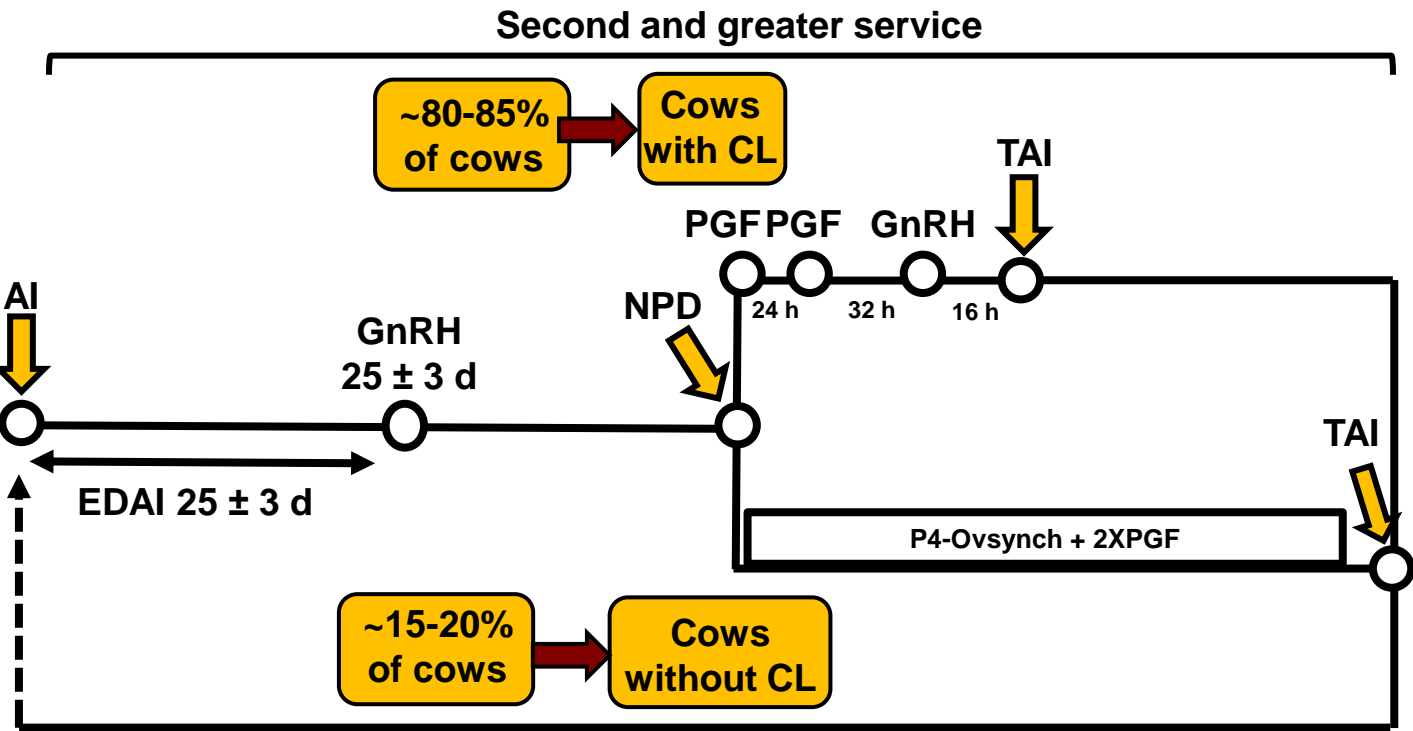 Second and greater service
~80-85%
of cows
Cows
with CL
TAI
PGF PGF GnRH
24 h 32 h 16 h
AI
NPD
GnRH
25 ± 3 d
EDAI 25 ± 3 d
TAI
P4-Ovsynch + 2XPGF
~15-20%
of cows
Cows
without CL